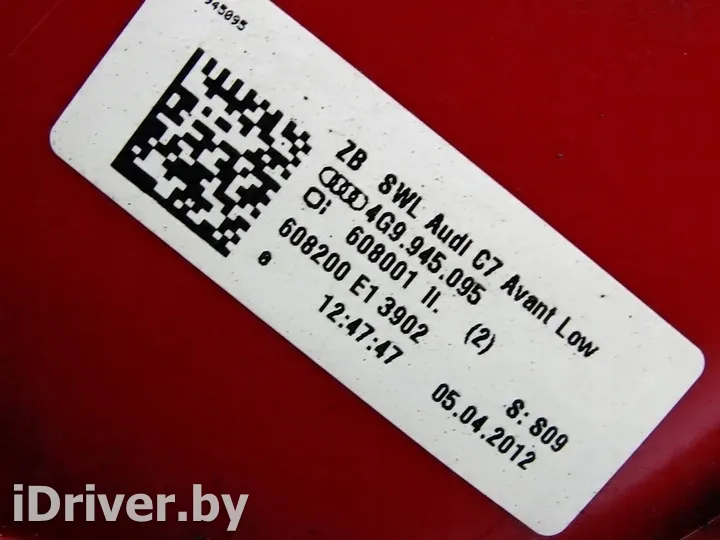 945095
ZB SWL Audi C7 Avant Low
4G9.945.095
608001 II. (2)
608200 E1 3902
12:47:47
S: S09
05.04.2012
iDriver.by